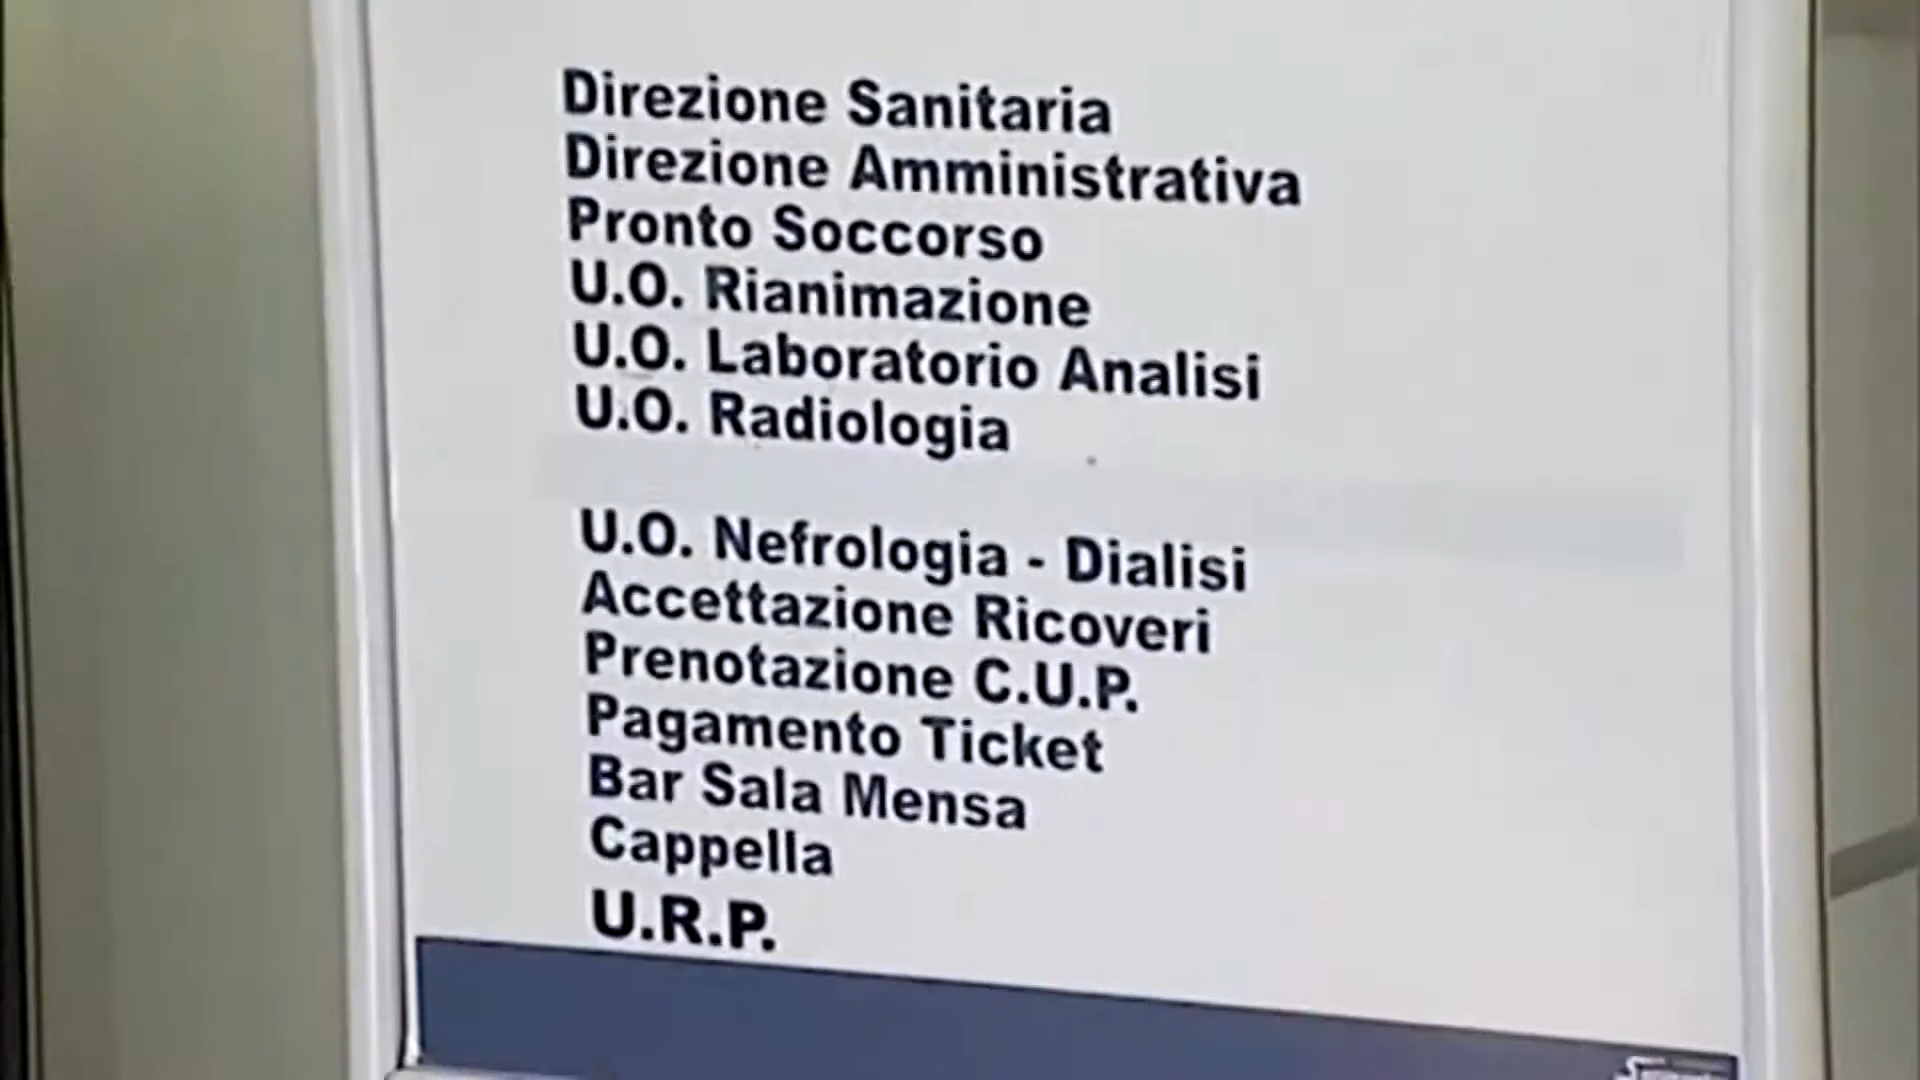 Direzione Sanitaria
Direzione Amministrativa
Pronto Soccorso
U.O. Rianimazione
U.O. Laboratorio Analisi
U.O. Radiologia
U.O. Nefrologia - Dialisi
Accettazione Ricoveri
Prenotazione C.U.P.
Pagamento Ticket
Bar Sala Mensa
Cappella
U.R.P.